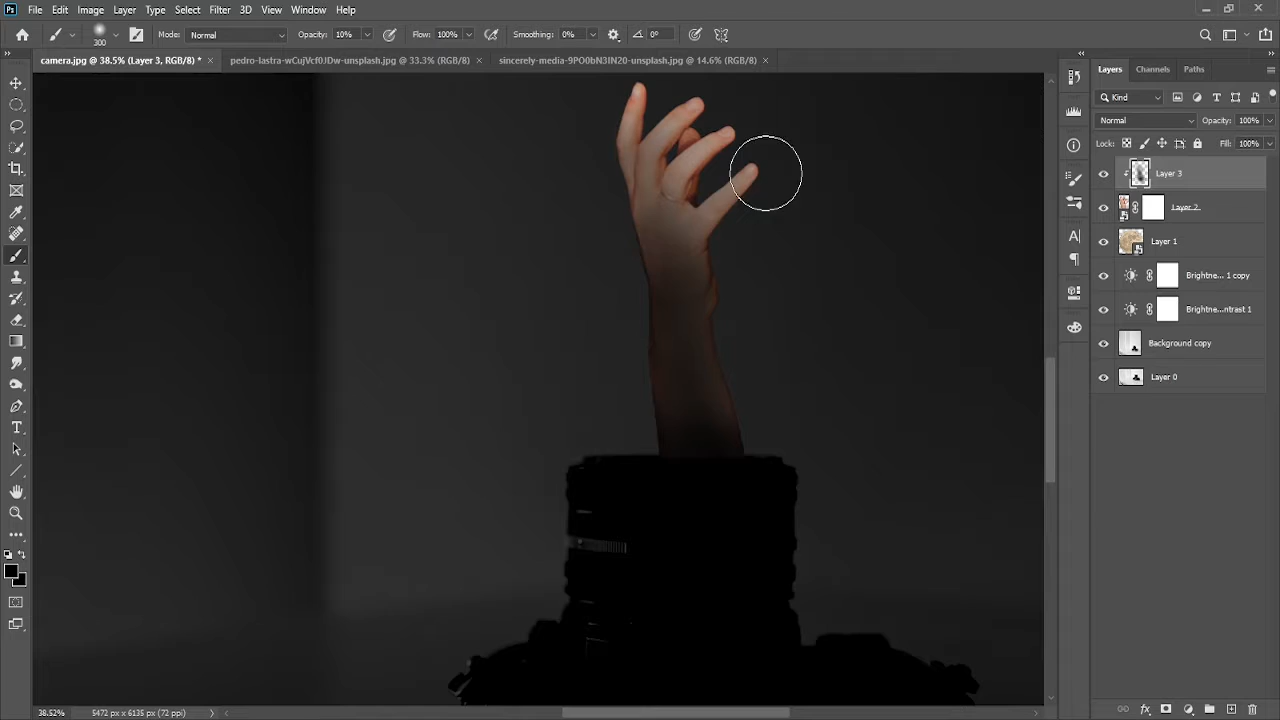 Ps File Edit Image Layer Type Select Filter 3D View Window Help
300 Mode: Normal Opacity: 10% Flow: 100% Smoothing: 0% 0°
camera.jpg @ 38.5% (Layer 3, RGB/8) * × pedro-lastra-wCujVcf0JDw-unsplash.jpg @ 33.3% (RGB/8) × sincerely-media-9PO0bN3IN20-unsplash.jpg @ 14.6% (RGB/8) ×
Layers Channels Paths
Kind
Normal Opacity: 100%
Lock: Fill: 100%
Layer 3
Layer 2
Layer 1
Brightne... 1 copy
Brightne...ntrast 1
Background copy
Layer 0
38.52% 5472 px x 6135 px (72 ppi)